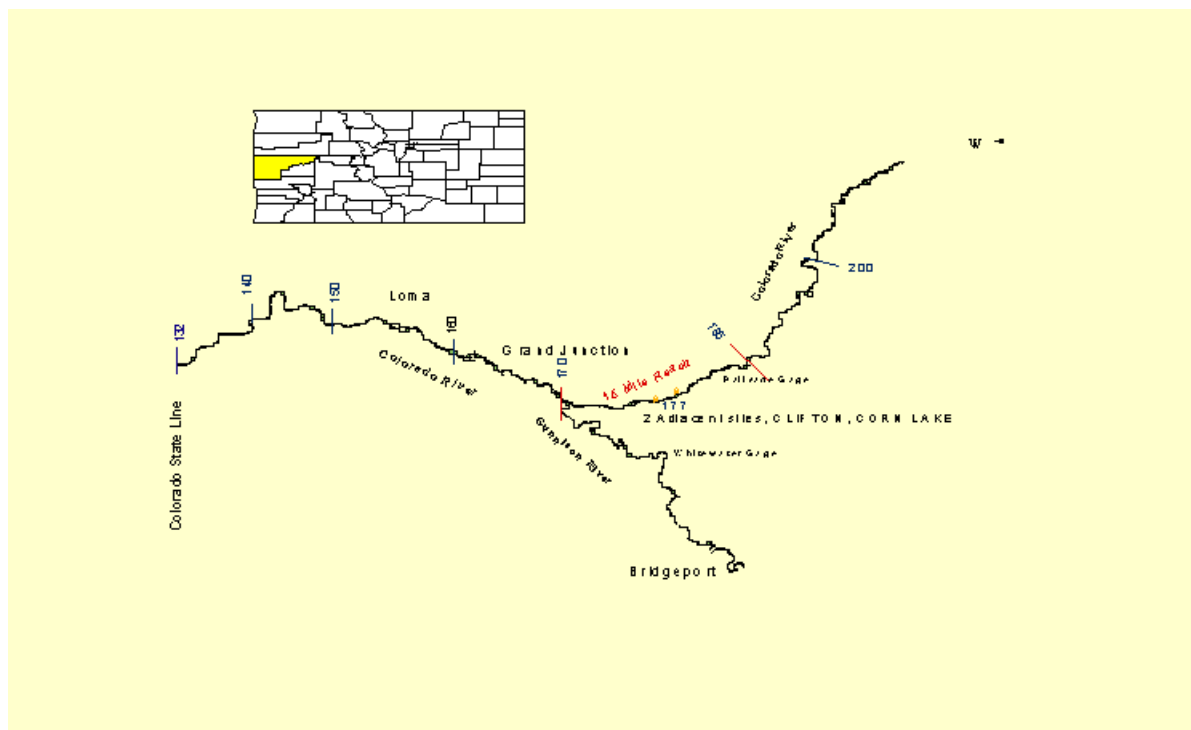 W
Colorado River
200
140
150
Loma
160
132
185
Grand Junction
170
15 Mile Reach
Colorado River
Palisade Gage
177
2 Adjacent sites, CLIFTON, CORN LAKE
Gunnison River
Whitewater Gage
Colorado State Line
Bridgeport